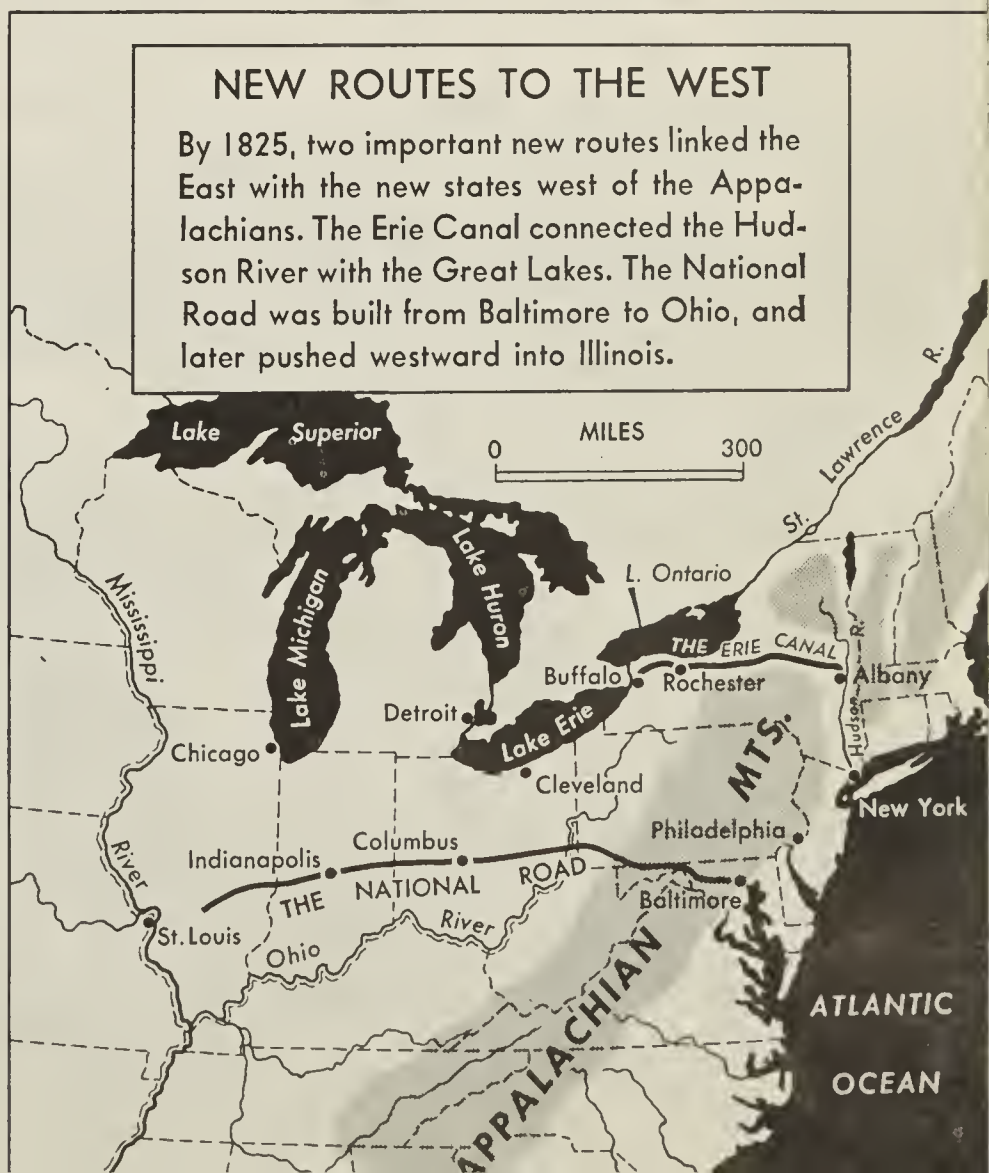 NEW ROUTES TO THE WEST
By 1825, two important new routes linked the
East with the new states west of the Appa-
lachians. The Erie Canal connected the Hud-
son River with the Great Lakes. The National
Road was built from Baltimore to Ohio, and
later pushed westward into Illinois.
MILES
0 300
Lake Superior
St. Lawrence R.
Lake Michigan
Lake Huron
L. Ontario
Mississippi
River
THE ERIE CANAL
Buffalo
Rochester
Albany
Hudson R.
Detroit
Lake Erie
Chicago
Cleveland
New York
Philadelphia
Columbus
Indianapolis
THE NATIONAL ROAD
Baltimore
St. Louis
Ohio River
APPALACHIAN MTS.
ATLANTIC
OCEAN